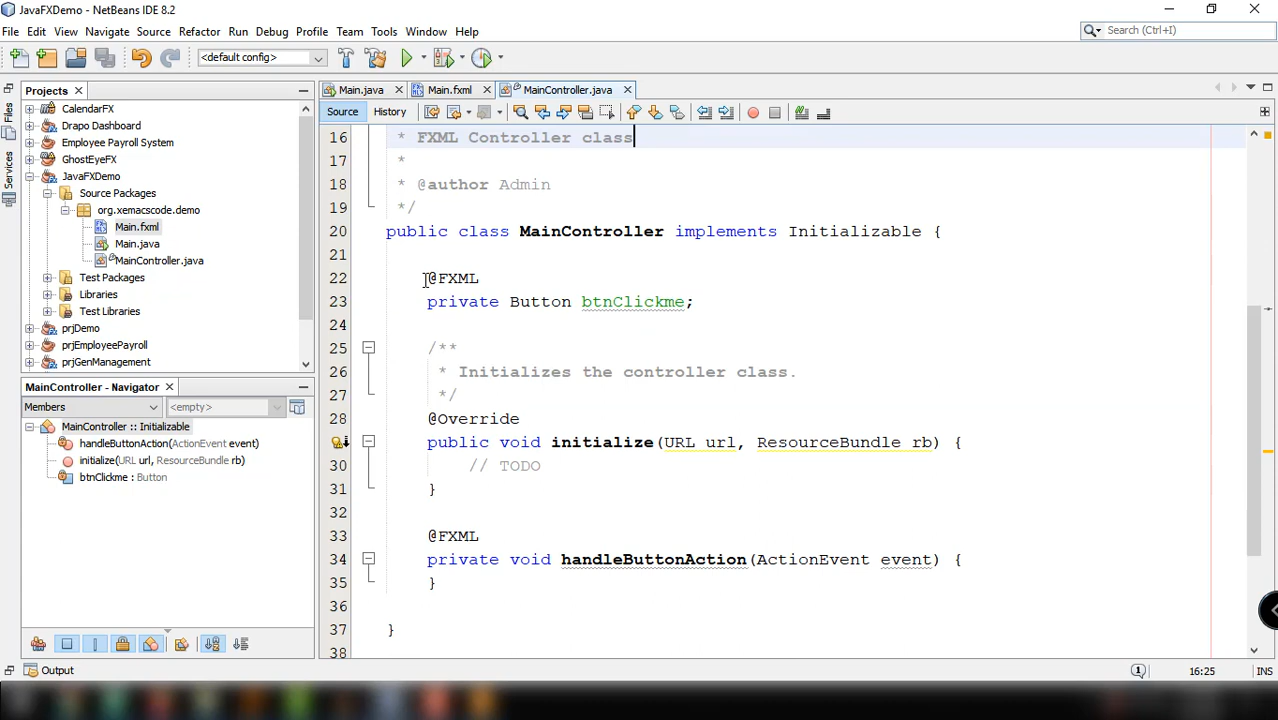 JavaFXDemo - NetBeans IDE 8.2
File Edit View Navigate Source Refactor Run Debug Profile Team Tools Window Help
Search (Ctrl+I)
<default config>
Files
Services
Projects
CalendarFX
Drapo Dashboard
Employee Payroll System
GhostEyeFX
JavaFXDemo
Source Packages
org.xemacscode.demo
Main.fxml
Main.java
MainController.java
Test Packages
Libraries
Test Libraries
prjDemo
prjEmployeePayroll
prjGenManagement
MainController - Navigator
Members
<empty>
MainController :: Initializable
handleButtonAction(ActionEvent event)
initialize(URL url, ResourceBundle rb)
btnClickme : Button
Main.java Main.fxml MainController.java
Source History
16 * FXML Controller class
17 *
18 * @author Admin
19 */
20 public class MainController implements Initializable {
21
22 @FXML
23 private Button btnClickme;
24
25 /**
26 * Initializes the controller class.
27 */
28 @Override
29 public void initialize(URL url, ResourceBundle rb) {
30 // TODO
31 }
32
33 @FXML
34 private void handleButtonAction(ActionEvent event) {
35 }
36
37 }
38
Output
1
16:25
INS